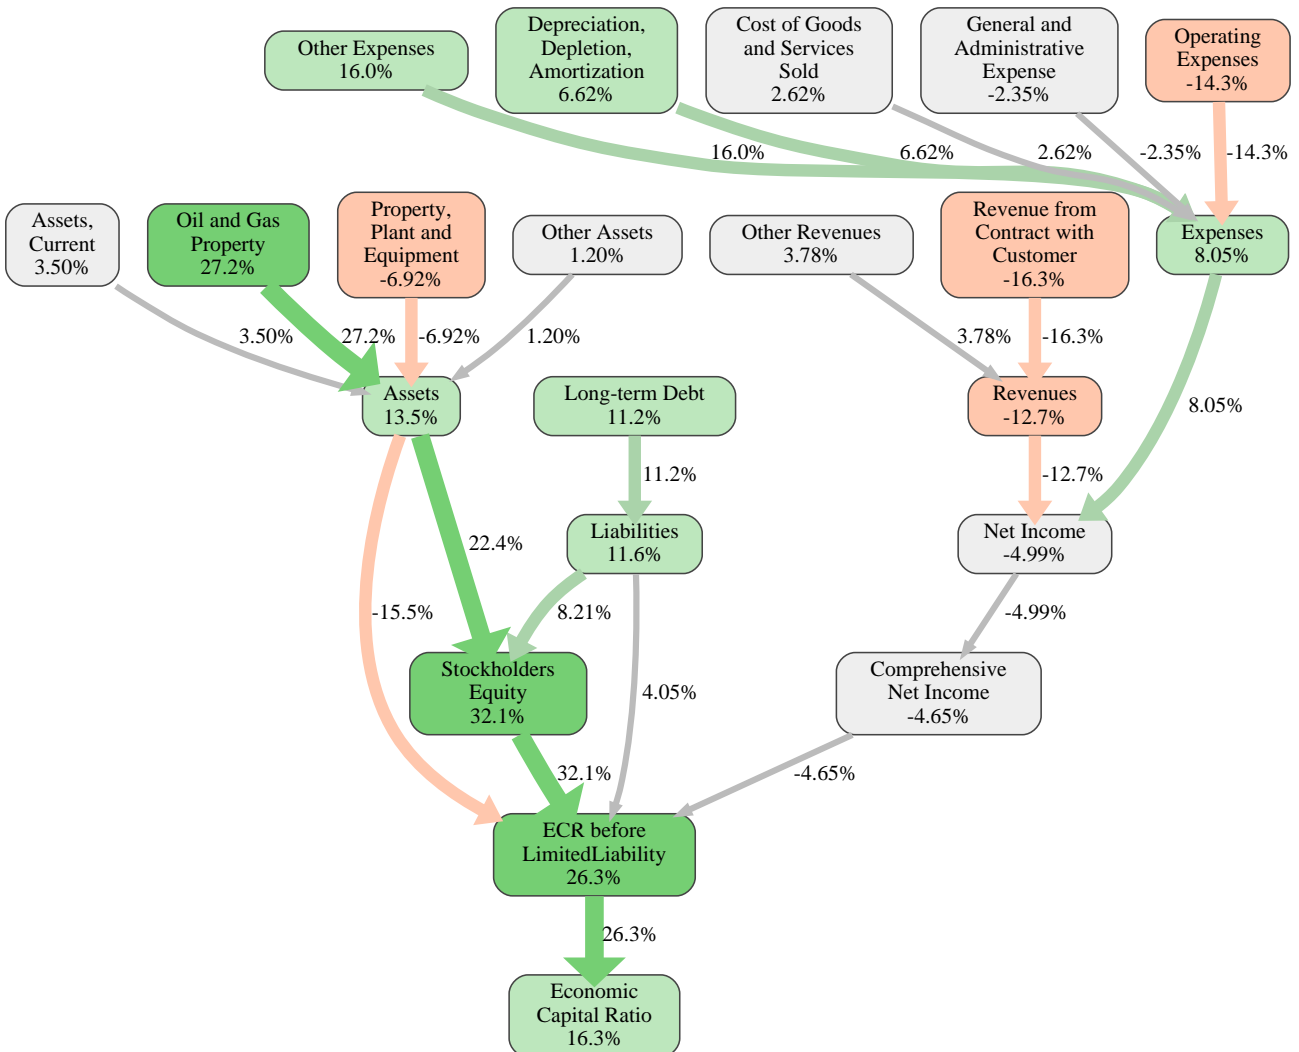 Other Expenses
16.0%
Depreciation,
Depletion,
Amortization
6.62%
Cost of Goods
and Services
Sold
2.62%
General and
Administrative
Expense
-2.35%
Operating
Expenses
-14.3%
16.0%
6.62%
2.62%
-2.35%
-14.3%
Assets,
Current
3.50%
Oil and Gas
Property
27.2%
Property,
Plant and
Equipment
-6.92%
Other Assets
1.20%
Other Revenues
3.78%
Revenue from
Contract with
Customer
-16.3%
Expenses
8.05%
3.50%
27.2%
-6.92%
1.20%
3.78%
-16.3%
Assets
13.5%
Long-term Debt
11.2%
Revenues
-12.7%
8.05%
11.2%
-12.7%
Liabilities
11.6%
Net Income
-4.99%
22.4%
-15.5%
8.21%
-4.99%
Stockholders
Equity
32.1%
4.05%
Comprehensive
Net Income
-4.65%
32.1%
-4.65%
ECR before
LimitedLiability
26.3%
26.3%
Economic
Capital Ratio
16.3%